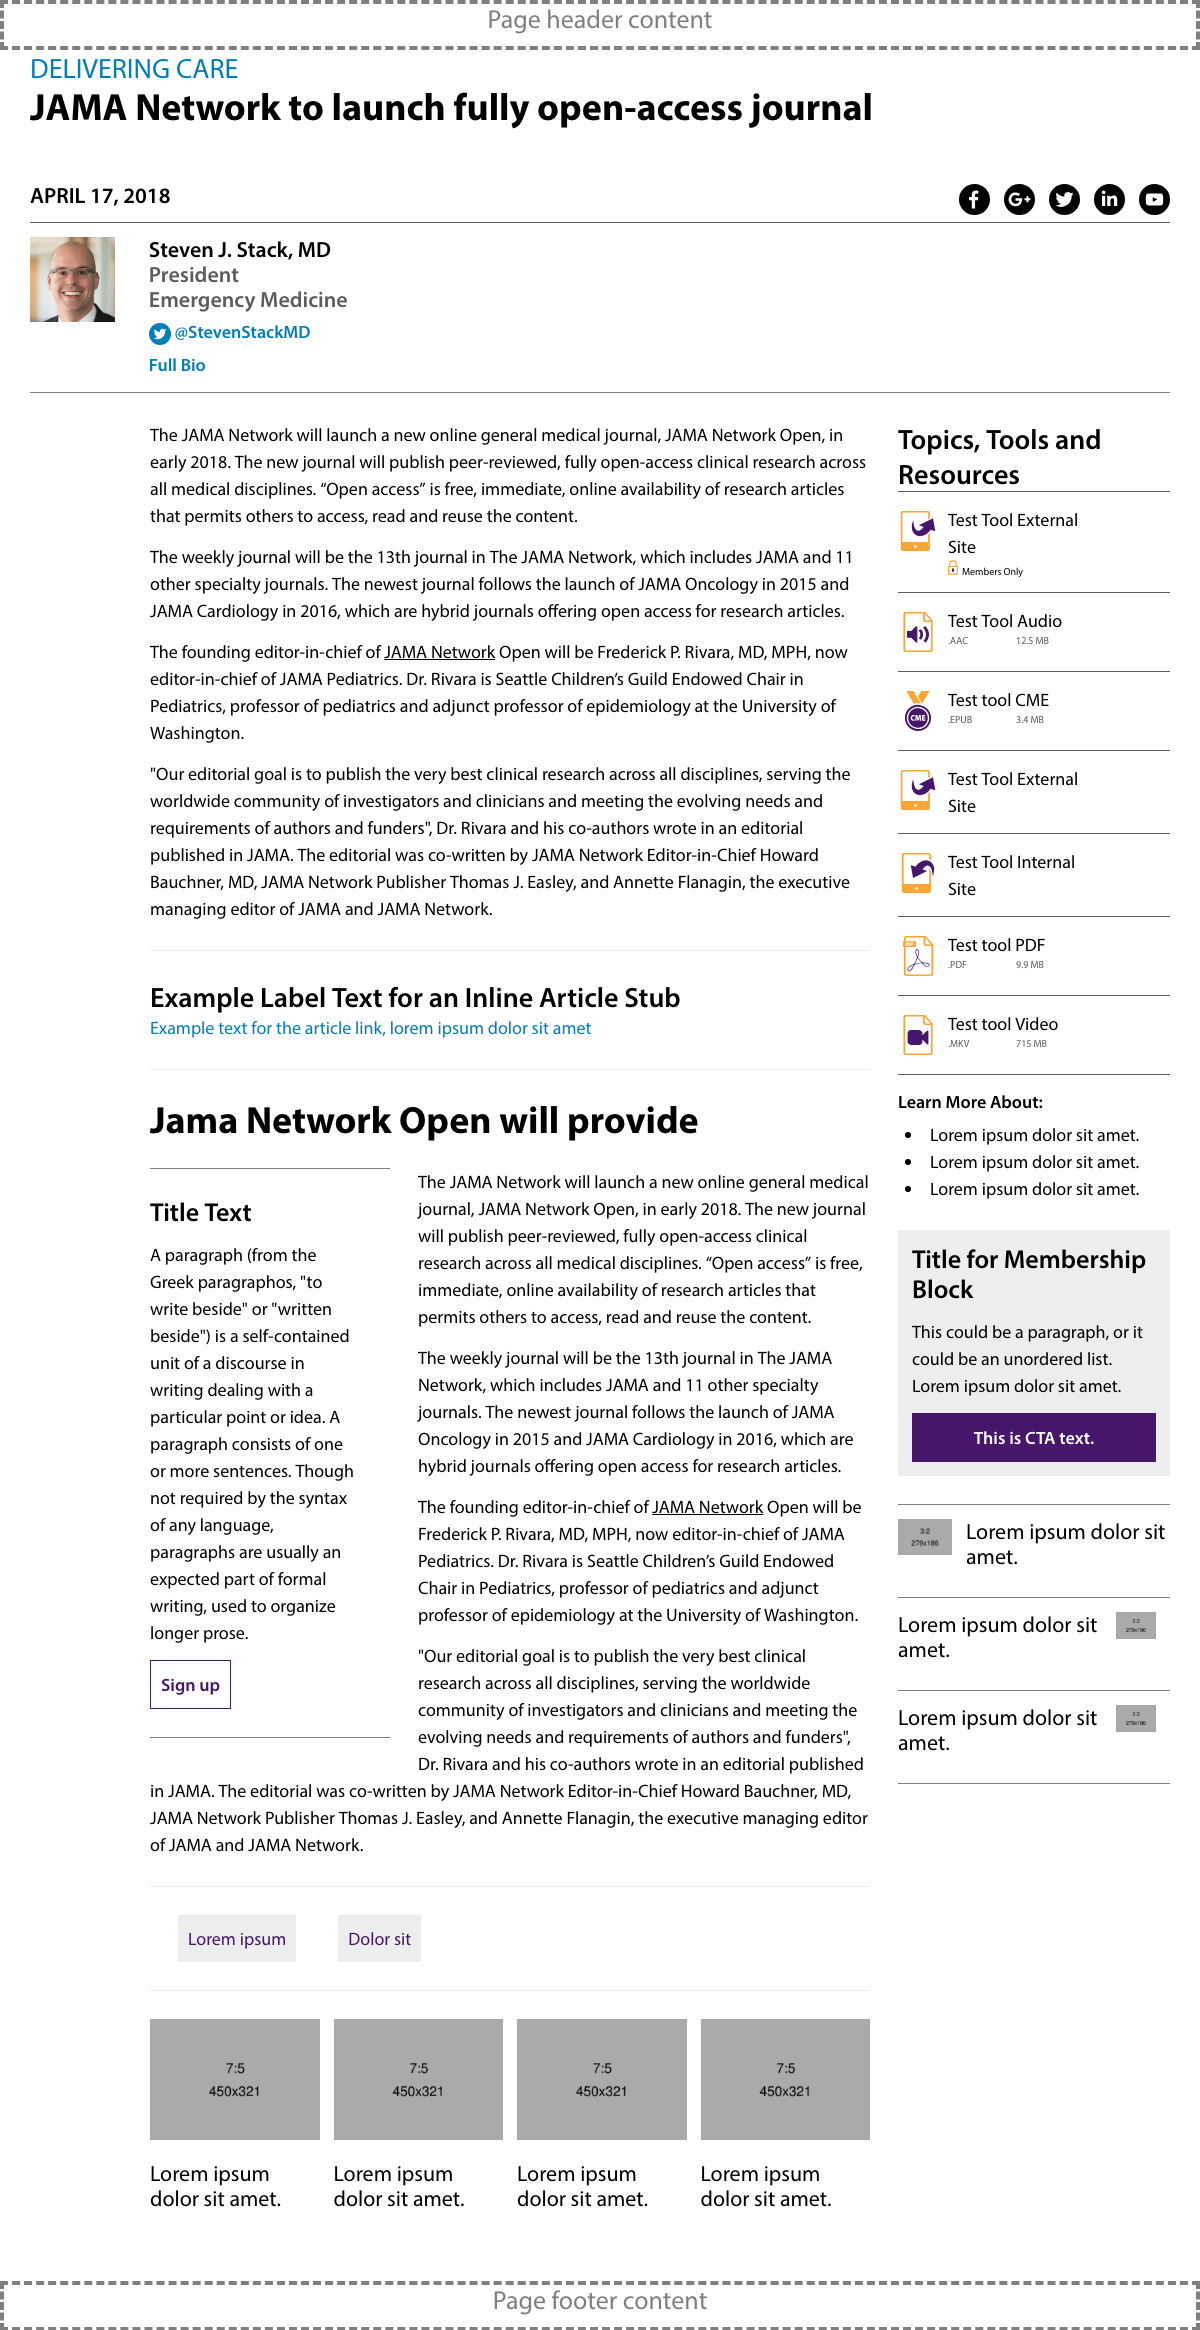 Page header content
DELIVERING CARE
JAMA Network to launch fully open-access journal
APRIL 17, 2018
Steven J. Stack, MD
President
Emergency Medicine
@StevenStackMD
Full Bio
The JAMA Network will launch a new online general medical journal, JAMA Network Open, in
early 2018. The new journal will publish peer-reviewed, fully open-access clinical research across
all medical disciplines. “Open access” is free, immediate, online availability of research articles
that permits others to access, read and reuse the content.
The weekly journal will be the 13th journal in The JAMA Network, which includes JAMA and 11
other specialty journals. The newest journal follows the launch of JAMA Oncology in 2015 and
JAMA Cardiology in 2016, which are hybrid journals offering open access for research articles.
The founding editor-in-chief of JAMA Network Open will be Frederick P. Rivara, MD, MPH, now
editor-in-chief of JAMA Pediatrics. Dr. Rivara is Seattle Children’s Guild Endowed Chair in
Pediatrics, professor of pediatrics and adjunct professor of epidemiology at the University of
Washington.
"Our editorial goal is to publish the very best clinical research across all disciplines, serving the
worldwide community of investigators and clinicians and meeting the evolving needs and
requirements of authors and funders", Dr. Rivara and his co-authors wrote in an editorial
published in JAMA. The editorial was co-written by JAMA Network Editor-in-Chief Howard
Bauchner, MD, JAMA Network Publisher Thomas J. Easley, and Annette Flanagin, the executive
managing editor of JAMA and JAMA Network.
Example Label Text for an Inline Article Stub
Example text for the article link, lorem ipsum dolor sit amet
Jama Network Open will provide
Title Text
A paragraph (from the
Greek paragraphos, "to
write beside" or "written
beside") is a self-contained
unit of a discourse in
writing dealing with a
particular point or idea. A
paragraph consists of one
or more sentences. Though
not required by the syntax
of any language,
paragraphs are usually an
expected part of formal
writing, used to organize
longer prose.
Sign up
The JAMA Network will launch a new online general medical
journal, JAMA Network Open, in early 2018. The new journal
will publish peer-reviewed, fully open-access clinical
research across all medical disciplines. “Open access” is free,
immediate, online availability of research articles that
permits others to access, read and reuse the content.
The weekly journal will be the 13th journal in The JAMA
Network, which includes JAMA and 11 other specialty
journals. The newest journal follows the launch of JAMA
Oncology in 2015 and JAMA Cardiology in 2016, which are
hybrid journals offering open access for research articles.
The founding editor-in-chief of JAMA Network Open will be
Frederick P. Rivara, MD, MPH, now editor-in-chief of JAMA
Pediatrics. Dr. Rivara is Seattle Children’s Guild Endowed
Chair in Pediatrics, professor of pediatrics and adjunct
professor of epidemiology at the University of Washington.
"Our editorial goal is to publish the very best clinical
research across all disciplines, serving the worldwide
community of investigators and clinicians and meeting the
evolving needs and requirements of authors and funders",
Dr. Rivara and his co-authors wrote in an editorial published
in JAMA. The editorial was co-written by JAMA Network Editor-in-Chief Howard Bauchner, MD,
JAMA Network Publisher Thomas J. Easley, and Annette Flanagin, the executive managing editor
of JAMA and JAMA Network.
Lorem ipsum
Dolor sit
7:5
450x321
Lorem ipsum
dolor sit amet.
7:5
450x321
Lorem ipsum
dolor sit amet.
7:5
450x321
Lorem ipsum
dolor sit amet.
7:5
450x321
Lorem ipsum
dolor sit amet.
Topics, Tools and
Resources
Test Tool External
Site
Members Only
Test Tool Audio
.AAC 12.5 MB
CME
Test tool CME
.EPUB 3.4 MB
Test Tool External
Site
Test Tool Internal
Site
PDF
Test tool PDF
.PDF 9.9 MB
Test tool Video
.MKV 715 MB
Learn More About:
Lorem ipsum dolor sit amet.
Lorem ipsum dolor sit amet.
Lorem ipsum dolor sit amet.
Title for Membership
Block
This could be a paragraph, or it
could be an unordered list.
Lorem ipsum dolor sit amet.
This is CTA text.
3:2
279x186
Lorem ipsum dolor sit
amet.
Lorem ipsum dolor sit
amet.
3:2
279x186
Lorem ipsum dolor sit
amet.
3:2
279x186
Page footer content